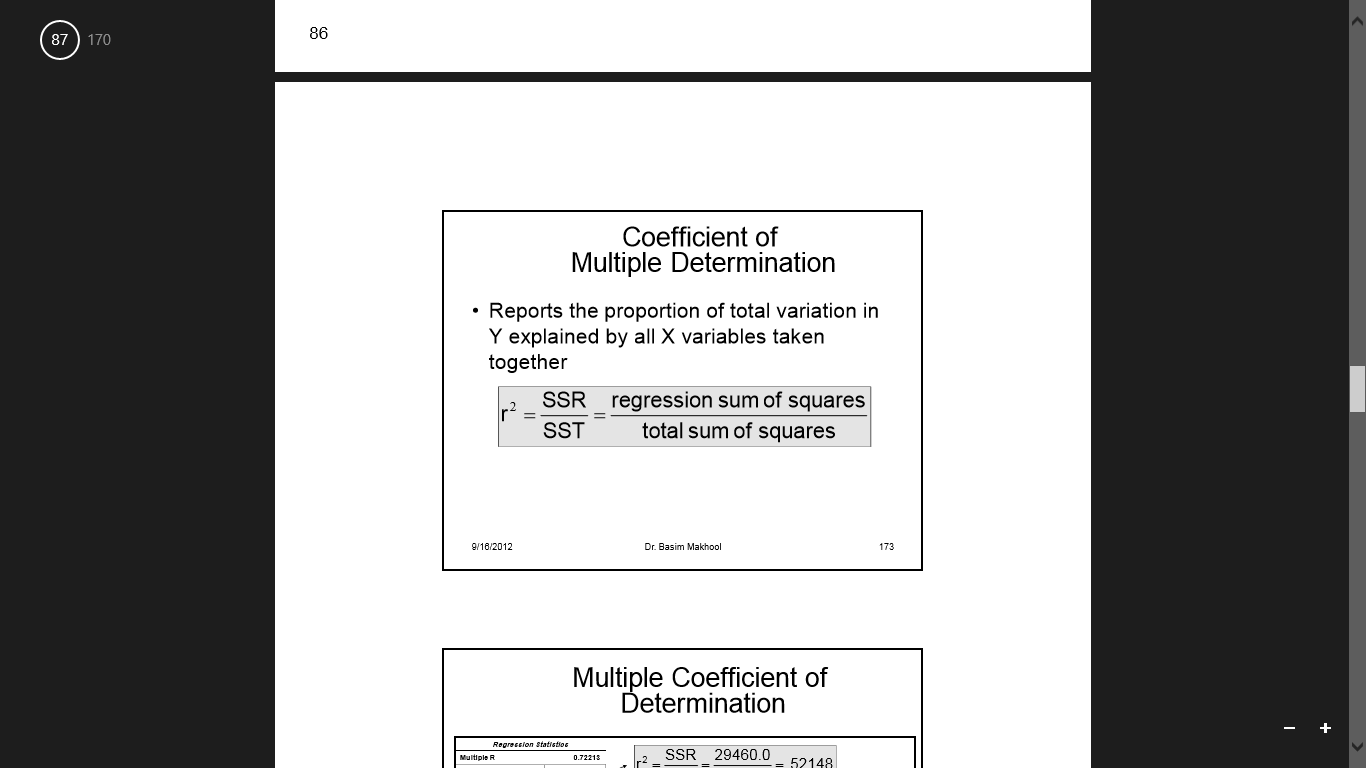 87 170
86
Coefficient of
Multiple Determination
• Reports the proportion of total variation in
Y explained by all X variables taken
together
r² = SSR / SST = regression sum of squares / total sum of squares
9/16/2012 Dr. Basim Makhool 173
Multiple Coefficient of
Determination
Regression Statistics
Multiple R 0.72213
r² = SSR = 29460.0 = .52148